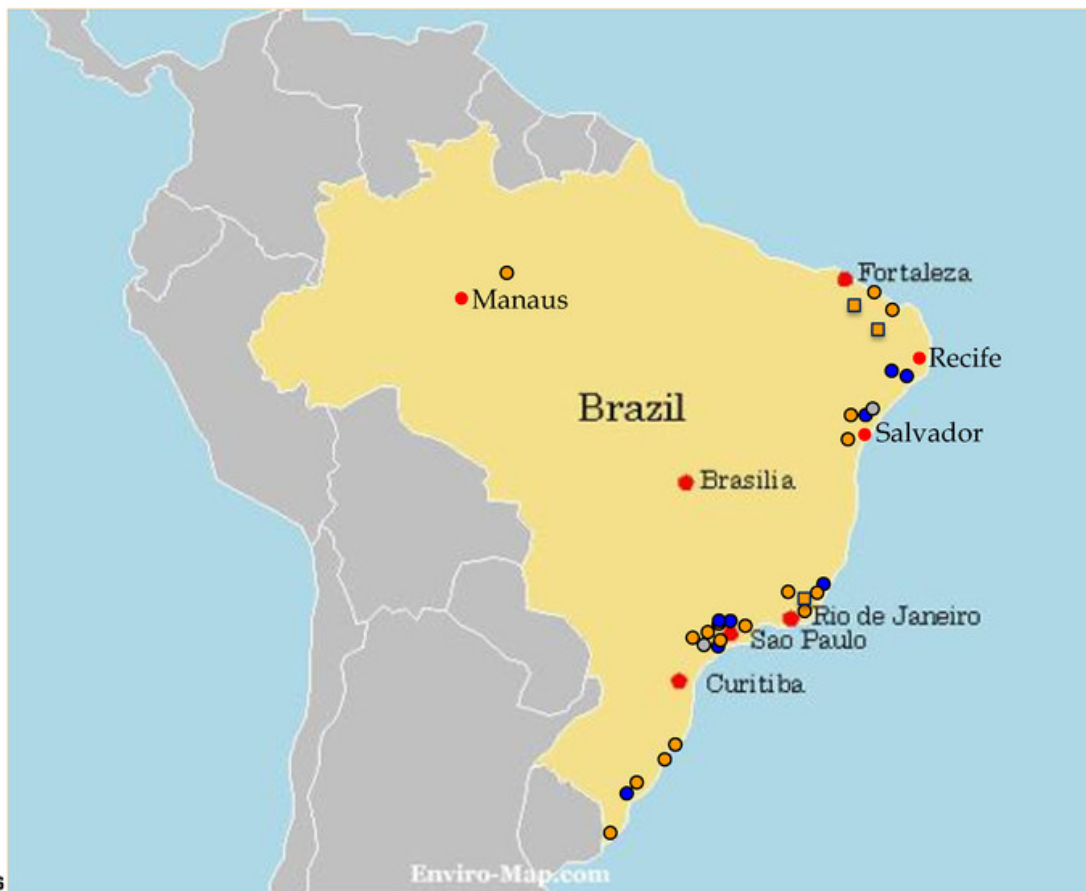 Fortaleza
Manaus
Recife
Brazil
Salvador
Brasilia
Rio de Janeiro
Sao Paulo
Curitiba
Enviro-Map.com